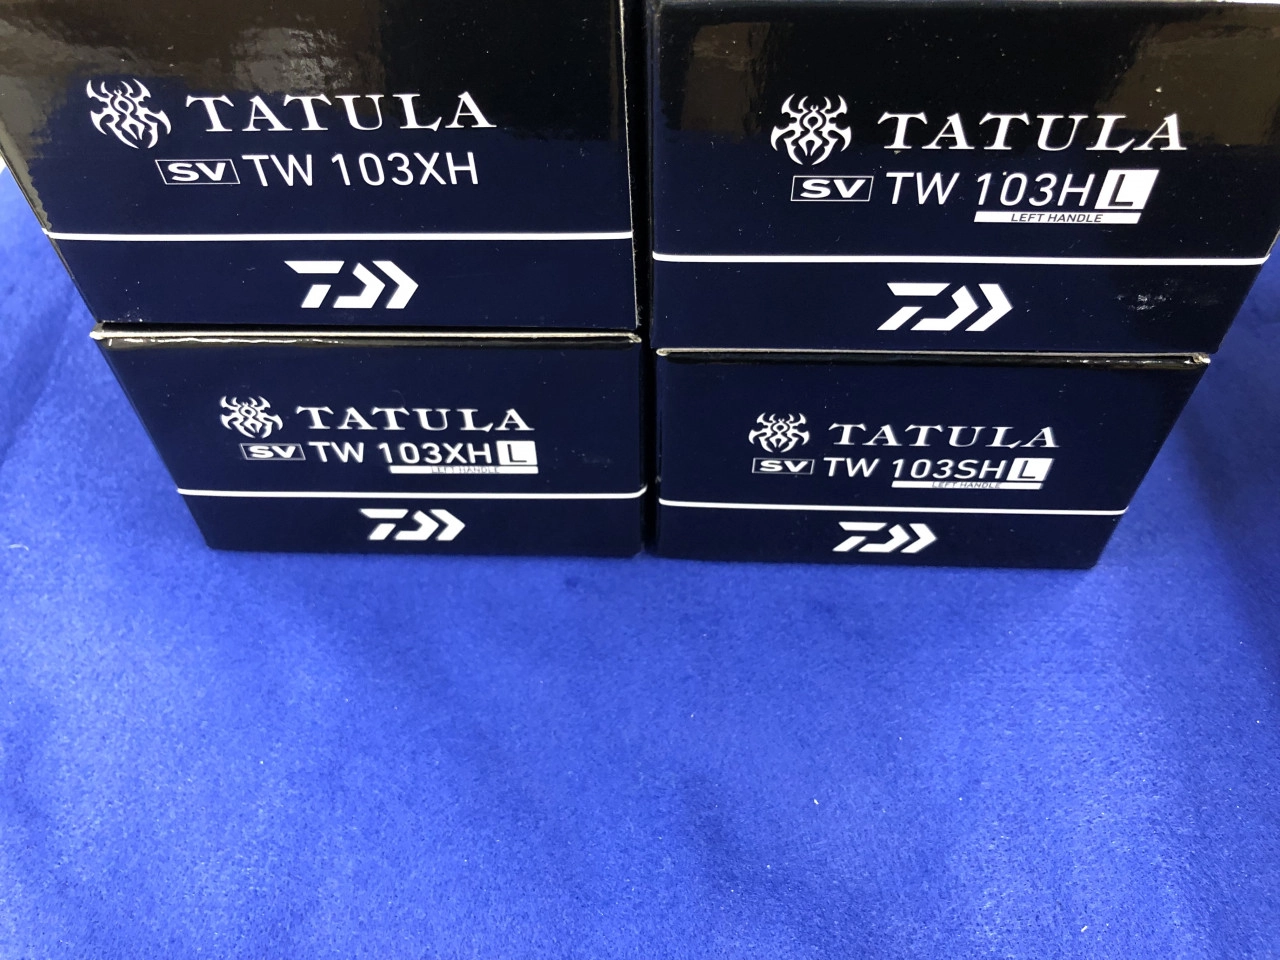 TATULA
SV TW 103XH
TATULA
SV TW 103HL
LEFT HANDLE
TATULA
SV TW 103XHL
LEFT HANDLE
TATULA
SV TW 103SHL
LEFT HANDLE